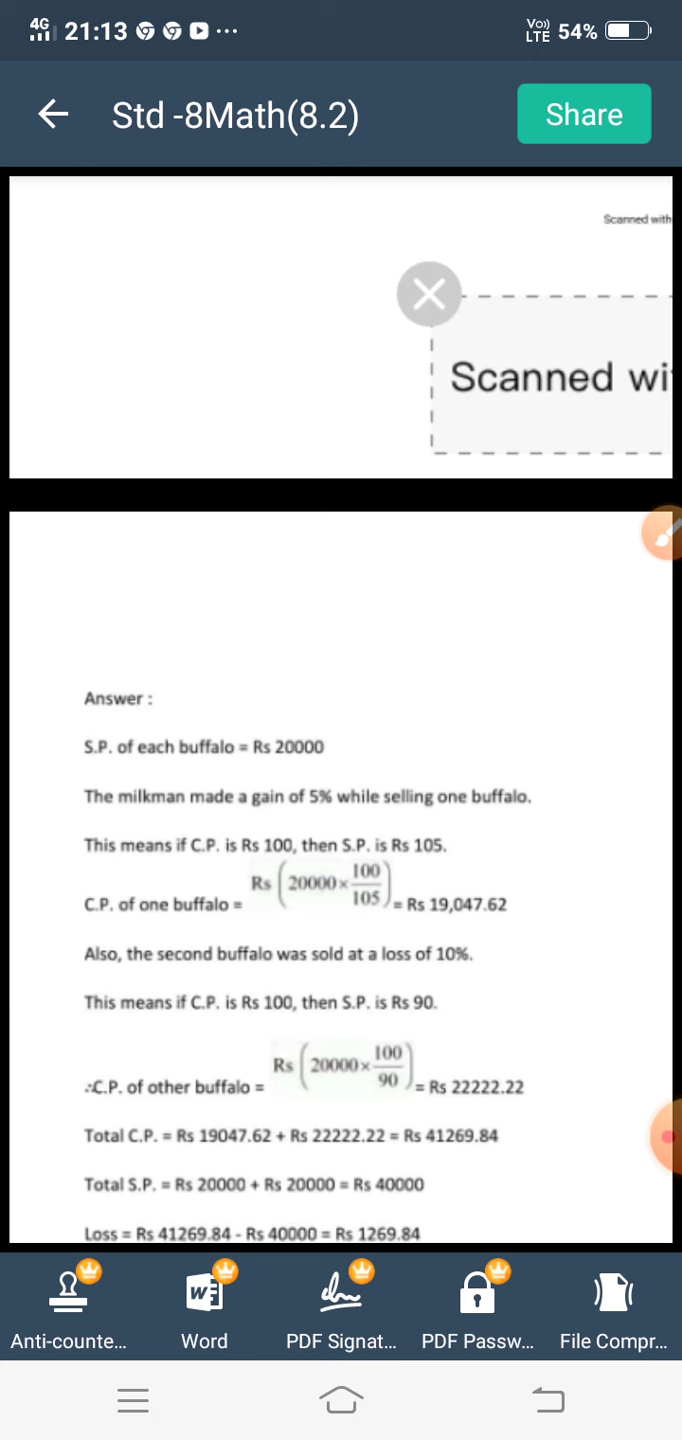 4G 21:13 ... Vo)) LTE 54%
Std -8Math(8.2) Share
Scanned with
Scanned wi
Answer :
S.P. of each buffalo = Rs 20000
The milkman made a gain of 5% while selling one buffalo.
This means if C.P. is Rs 100, then S.P. is Rs 105.
C.P. of one buffalo = Rs (20000×100/105) = Rs 19,047.62
Also, the second buffalo was sold at a loss of 10%.
This means if C.P. is Rs 100, then S.P. is Rs 90.
∴C.P. of other buffalo = Rs (20000×100/90) = Rs 22222.22
Total C.P. = Rs 19047.62 + Rs 22222.22 = Rs 41269.84
Total S.P. = Rs 20000 + Rs 20000 = Rs 40000
Loss = Rs 41269.84 - Rs 40000 = Rs 1269.84
Anti-counte... Word PDF Signat... PDF Passw... File Compr...